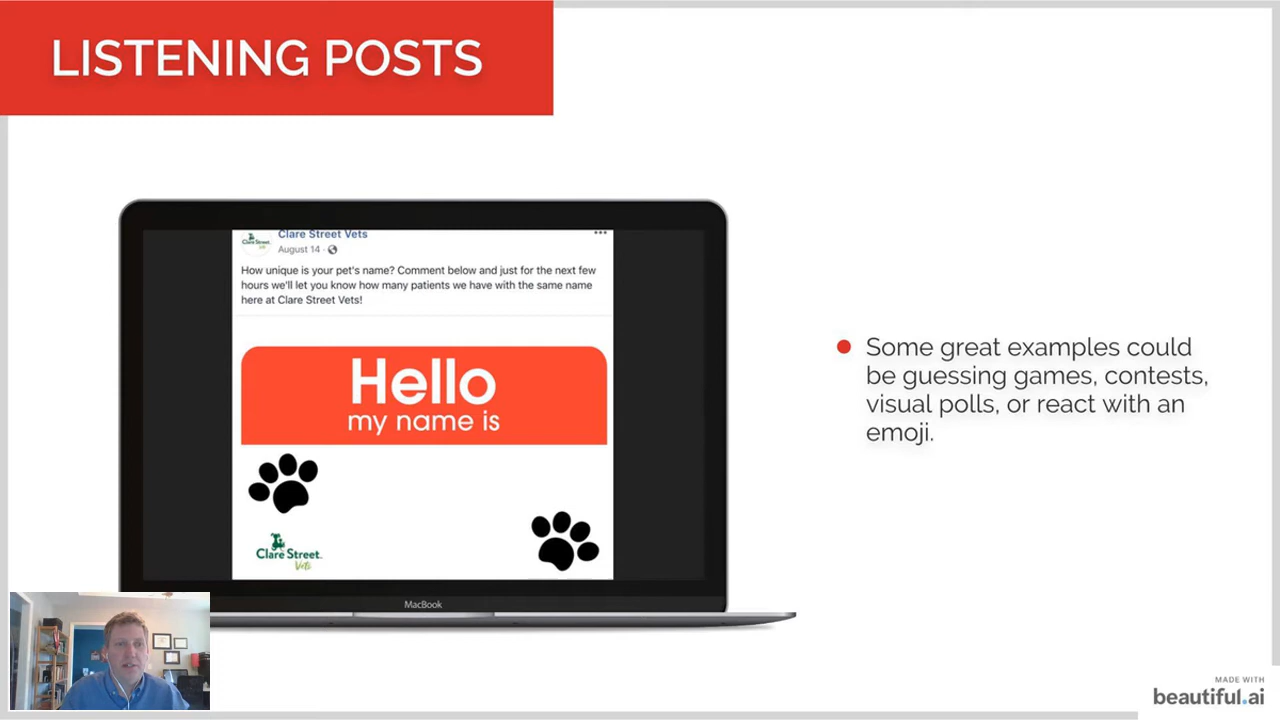 LISTENING POSTS
Clare Street Vets
August 14 ·
How unique is your pet's name? Comment below and just for the next few
hours we'll let you know how many patients we have with the same name
here at Clare Street Vets!
Hello
my name is
Clare Street
Vets
MacBook
Some great examples could
be guessing games, contests,
visual polls, or react with an
emoji.
MADE WITH
beautiful.ai